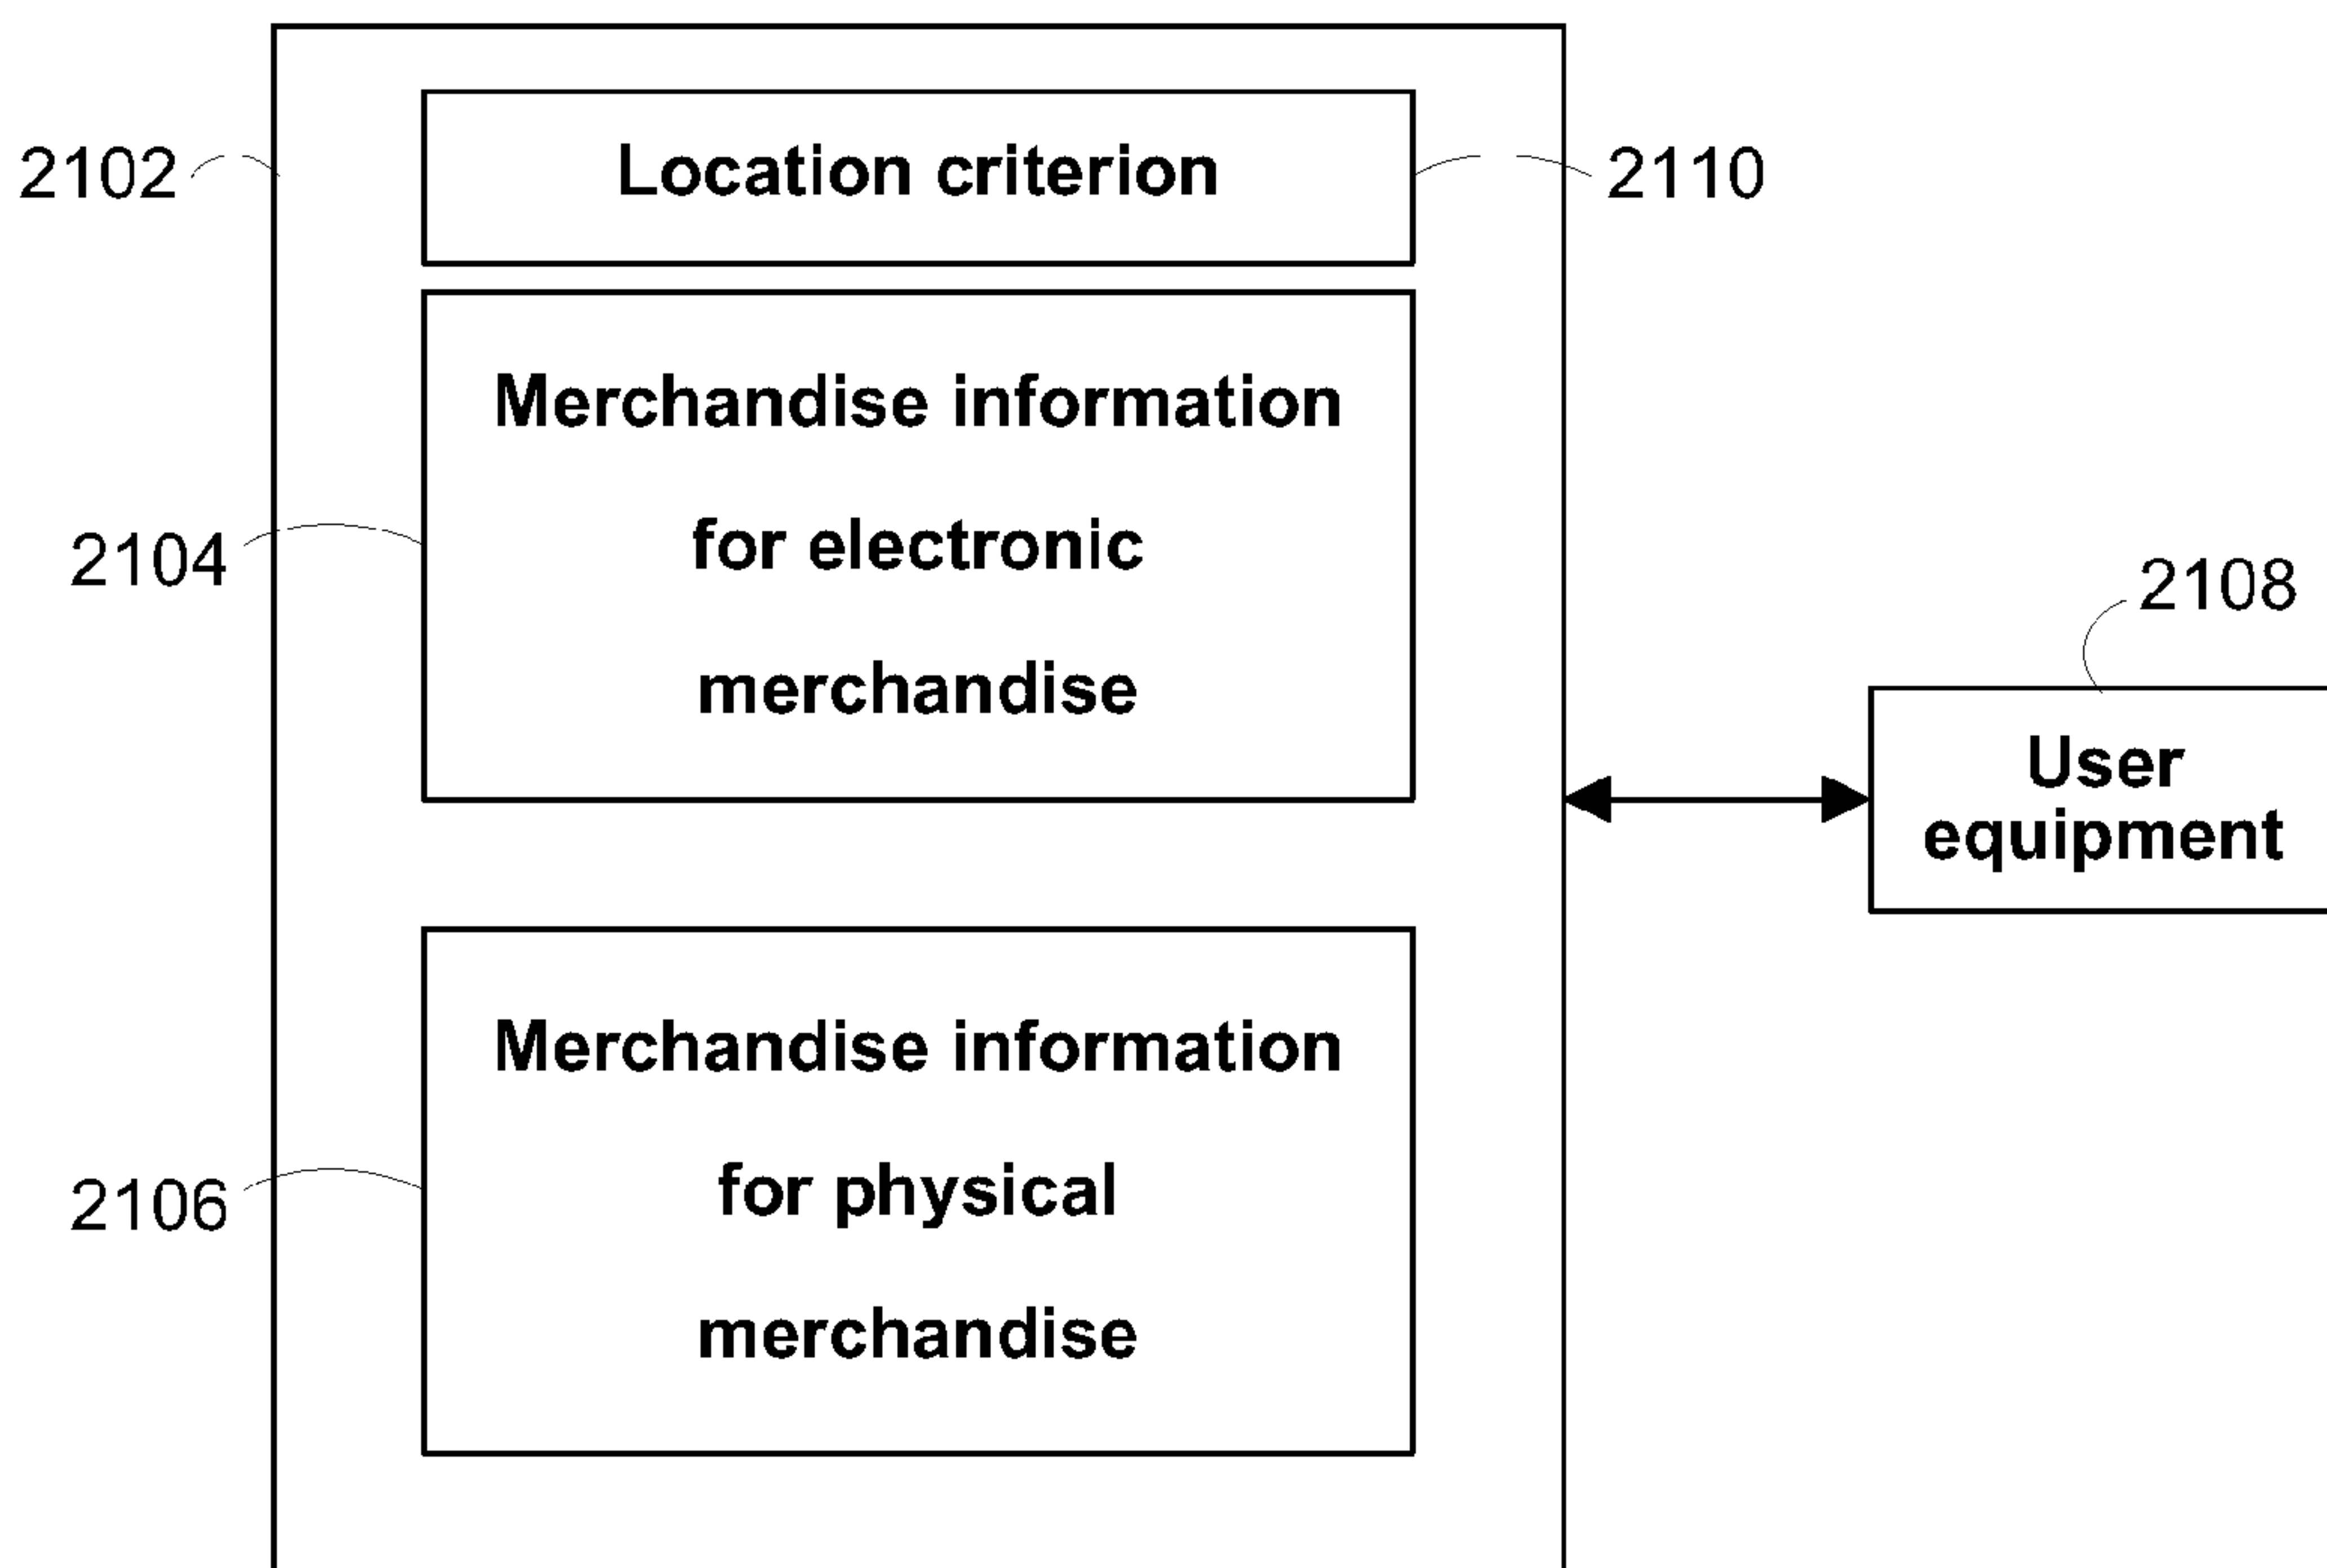 2102
Location criterion
2110
Merchandise information
for electronic
merchandise
2104
2108
User
equipment
Merchandise information
for physical
merchandise
2106